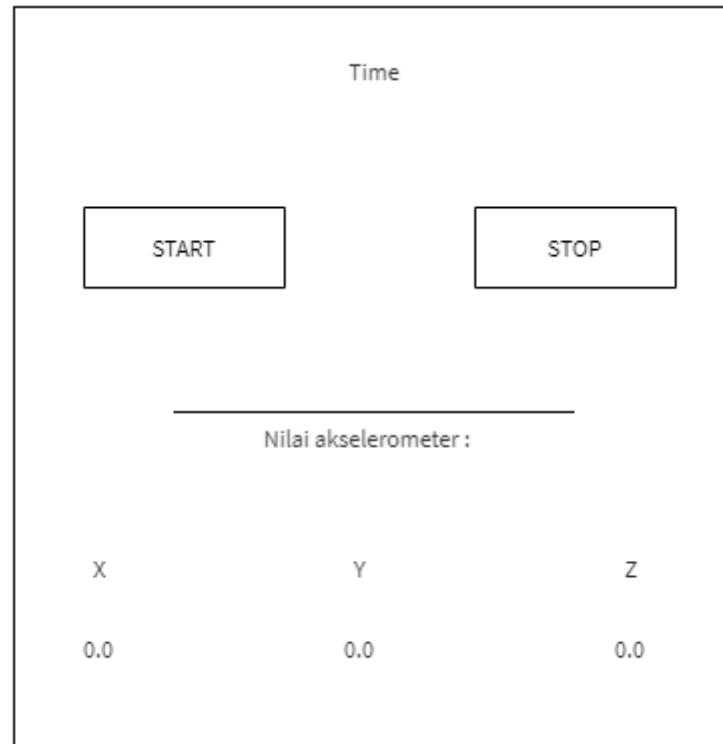 Time
START STOP
Nilai akselerometer :
X Y Z
0.0 0.0 0.0